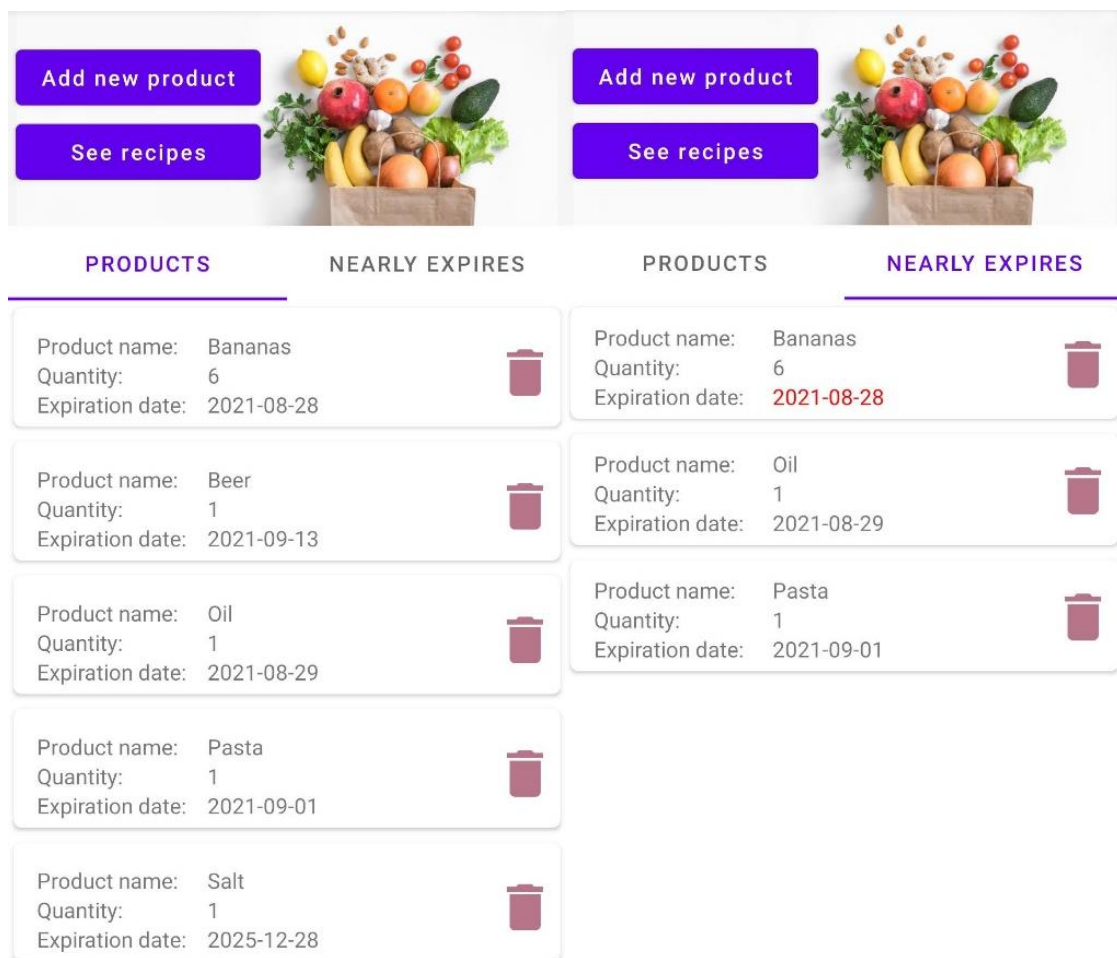 Add new product
See recipes
PRODUCTS NEARLY EXPIRES
Product name: Bananas
Quantity: 6
Expiration date: 2021-08-28
Product name: Beer
Quantity: 1
Expiration date: 2021-09-13
Product name: Oil
Quantity: 1
Expiration date: 2021-08-29
Product name: Pasta
Quantity: 1
Expiration date: 2021-09-01
Product name: Salt
Quantity: 1
Expiration date: 2025-12-28
Add new product
See recipes
PRODUCTS NEARLY EXPIRES
Product name: Bananas
Quantity: 6
Expiration date: 2021-08-28
Product name: Oil
Quantity: 1
Expiration date: 2021-08-29
Product name: Pasta
Quantity: 1
Expiration date: 2021-09-01